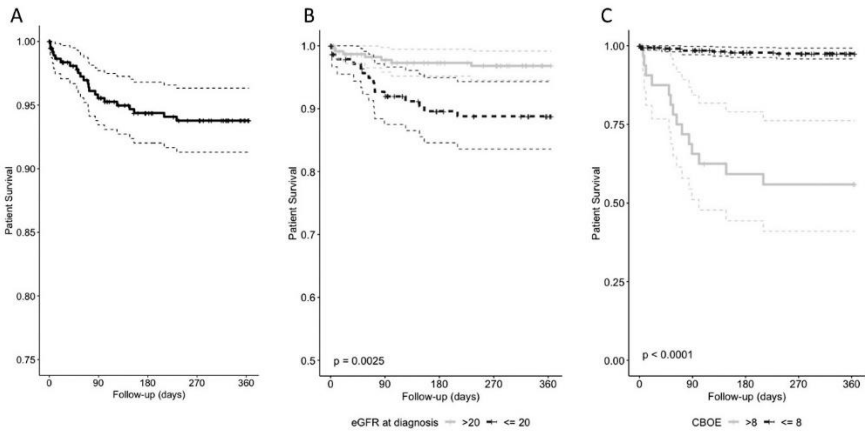 A
Patient Survival
1.00
0.95
0.90
0.85
0.80
0.75
0 90 180 270 360
Follow-up (days)
B
Patient Survival
1.0
0.9
0.8
0.7
0.6
0.5
p = 0.0025
0 90 180 270 360
Follow-up (days)
eGFR at diagnosis >20 <= 20
C
Patient Survival
1.00
0.75
0.50
0.25
0.00
p < 0.0001
0 90 180 270 360
Follow-up (days)
CBOE >8 <= 8